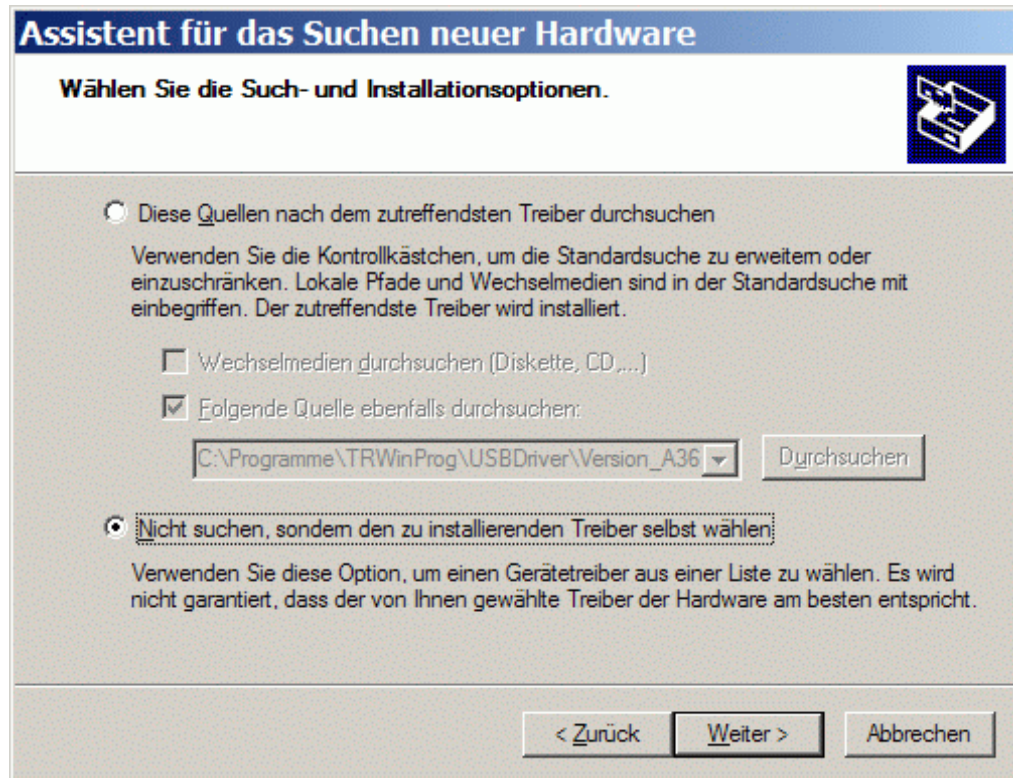 Assistent für das Suchen neuer Hardware
Wählen Sie die Such- und Installationsoptionen.
Diese Quellen nach dem zutreffendsten Treiber durchsuchen
Verwenden Sie die Kontrollkästchen, um die Standardsuche zu erweitern oder
einzuschränken. Lokale Pfade und Wechselmedien sind in der Standardsuche mit
einbegriffen. Der zutreffendste Treiber wird installiert.
Wechselmedien durchsuchen (Diskette, CD,...)
Folgende Quelle ebenfalls durchsuchen:
C:\Programme\TRWinProg\USBDriver\Version_A36 Durchsuchen
Nicht suchen, sondern den zu installierenden Treiber selbst wählen
Verwenden Sie diese Option, um einen Gerätetreiber aus einer Liste zu wählen. Es wird
nicht garantiert, dass der von Ihnen gewählte Treiber der Hardware am besten entspricht.
< Zurück Weiter > Abbrechen